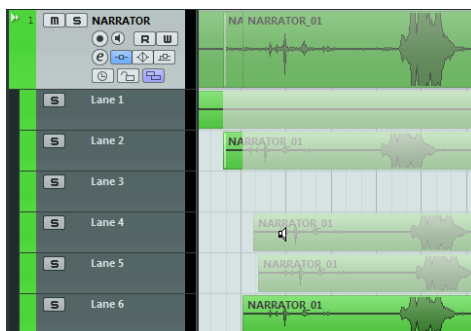 1 m S NARRATOR
R W
e
NA NARRATOR_01
S Lane 1
S Lane 2
NARRATOR_01
S Lane 3
S Lane 4
NARRATOR_01
S Lane 5
NARRATOR_01
S Lane 6
NARRATOR_01